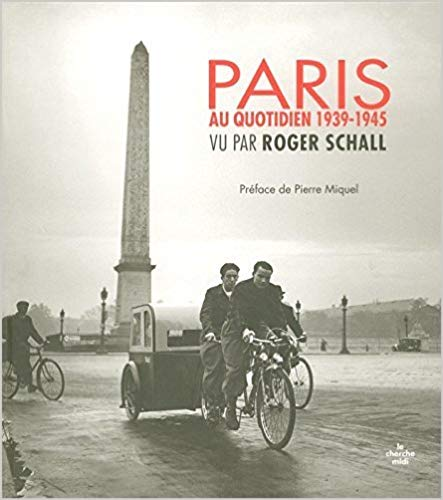 PARIS
AU QUOTIDIEN 1939-1945
VU PAR ROGER SCHALL
Préface de Pierre Miquel
le
cherche
midi